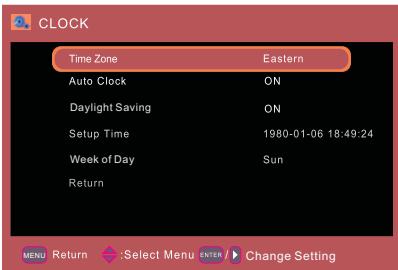 CLOCK
Time Zone Eastern
Auto Clock ON
Daylight Saving ON
Setup Time 1980-01-06 18:49:24
Week of Day Sun
Return
MENU Return :Select Menu ENTER / Change Setting